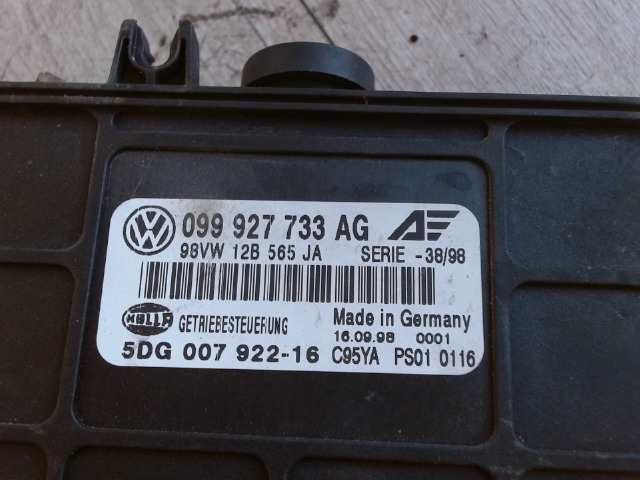 VW 099 927 733 AG
98VW 12B 565 JA SERIE - 38/98
HELLA GETRIEBESTEUERUNG Made in Germany
16.09.98 0001
5DG 007 922-16 C95YA PS01 0116